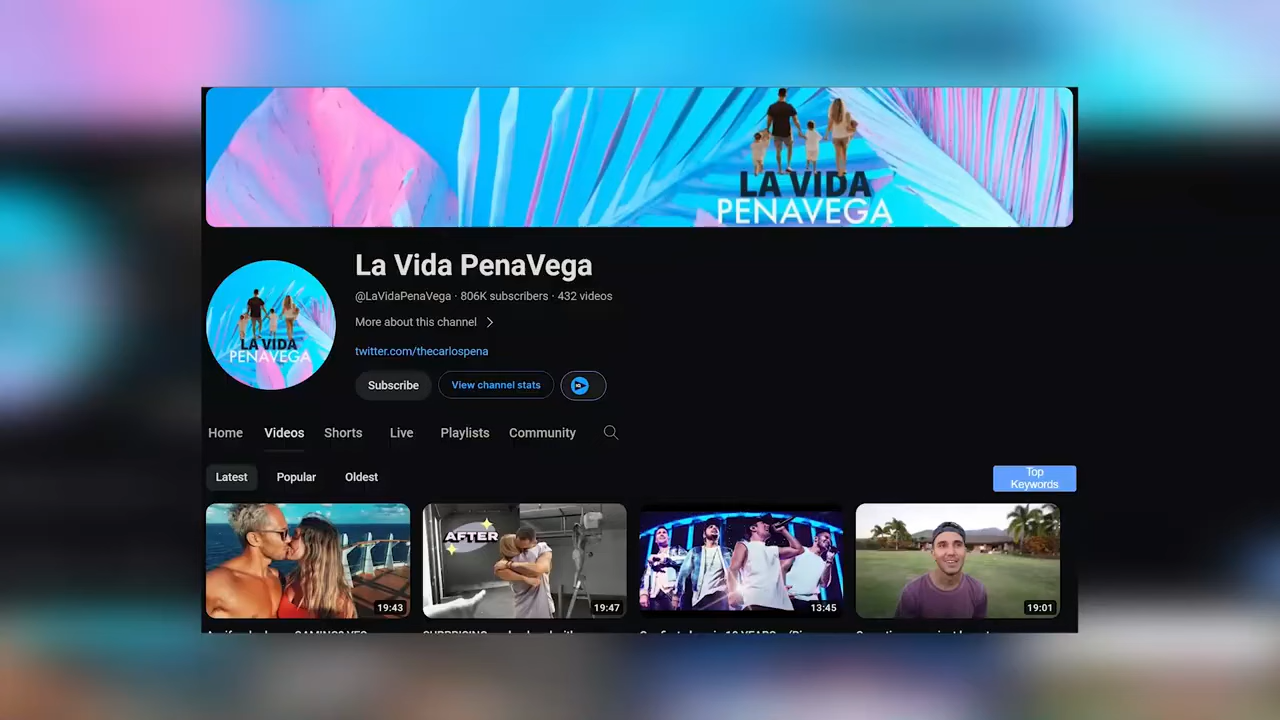 LA VIDA
PENAVEGA
La Vida PenaVega
@LaVidaPenaVega · 806K subscribers · 432 videos
More about this channel
twitter.com/thecarlospena
LA VIDA
PENAVEGA
Subscribe
View channel stats
Home
Videos
Shorts
Live
Playlists
Community
Latest
Popular
Oldest
Top
Keywords
AFTER
19:43
19:47
13:45
19:01